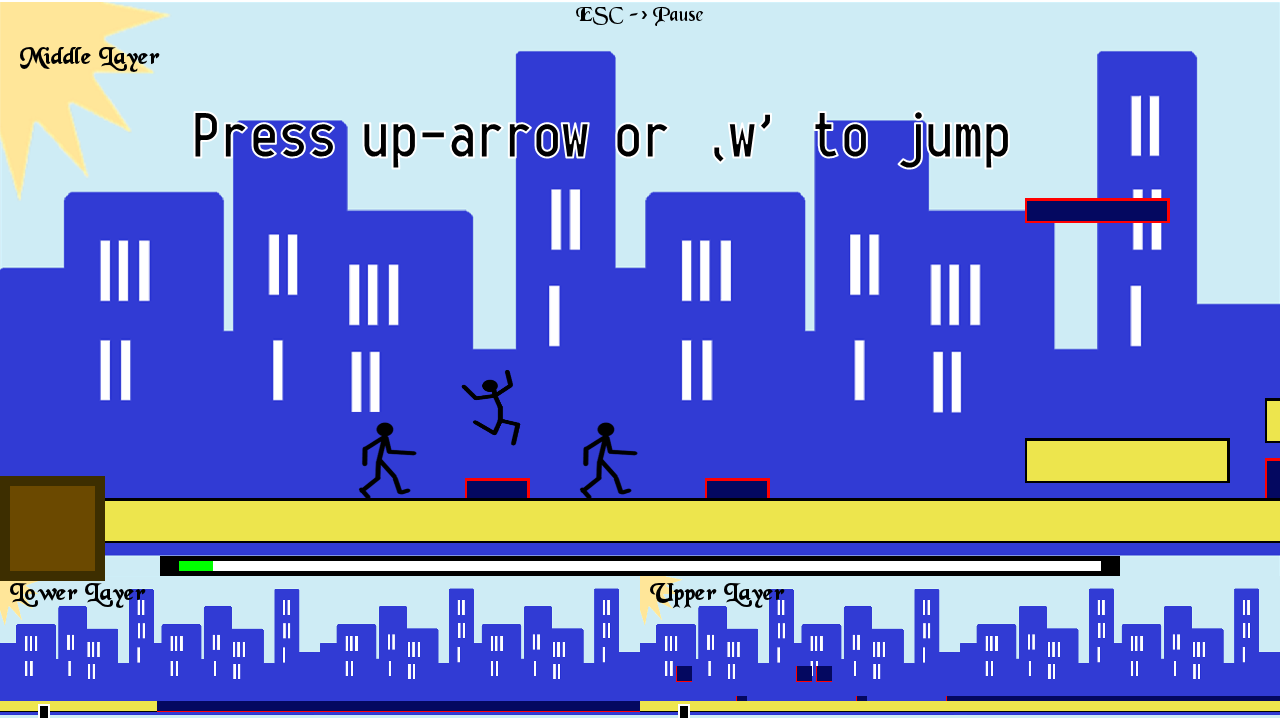 ESC -> Pause
Middle Layer
Press up-arrow or ‚w’ to jump
Lower Layer
Upper Layer